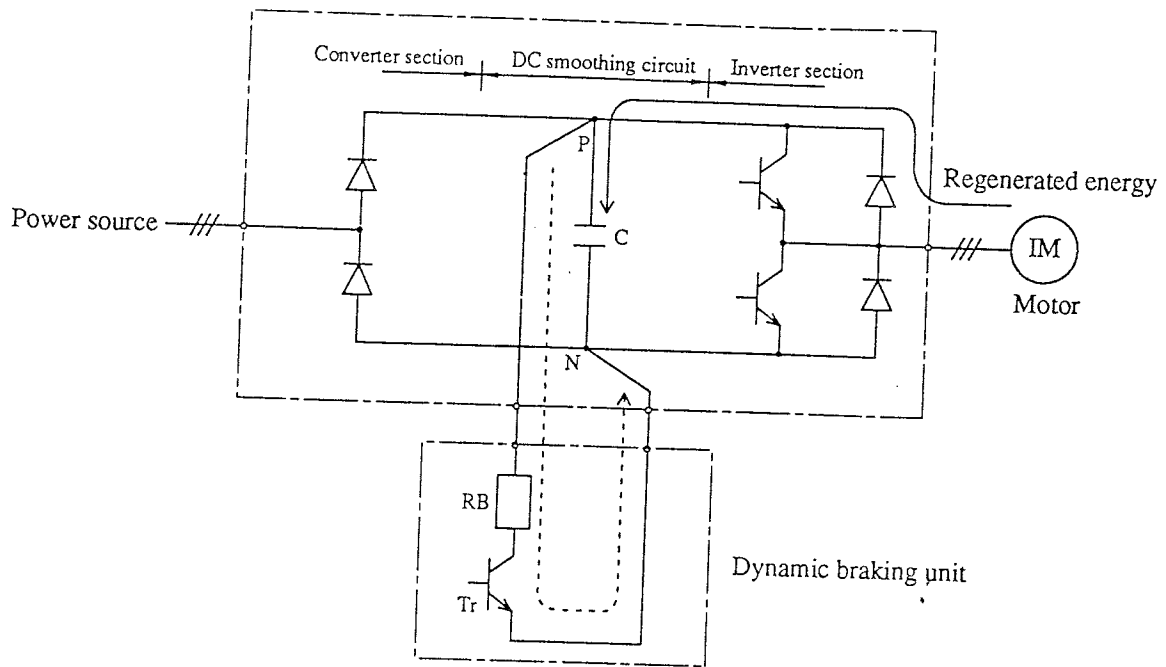 Converter section
DC smoothing circuit
Inverter section
P
Regenerated energy
Power source
C
IM
Motor
N
RB
Dynamic braking unit
Tr